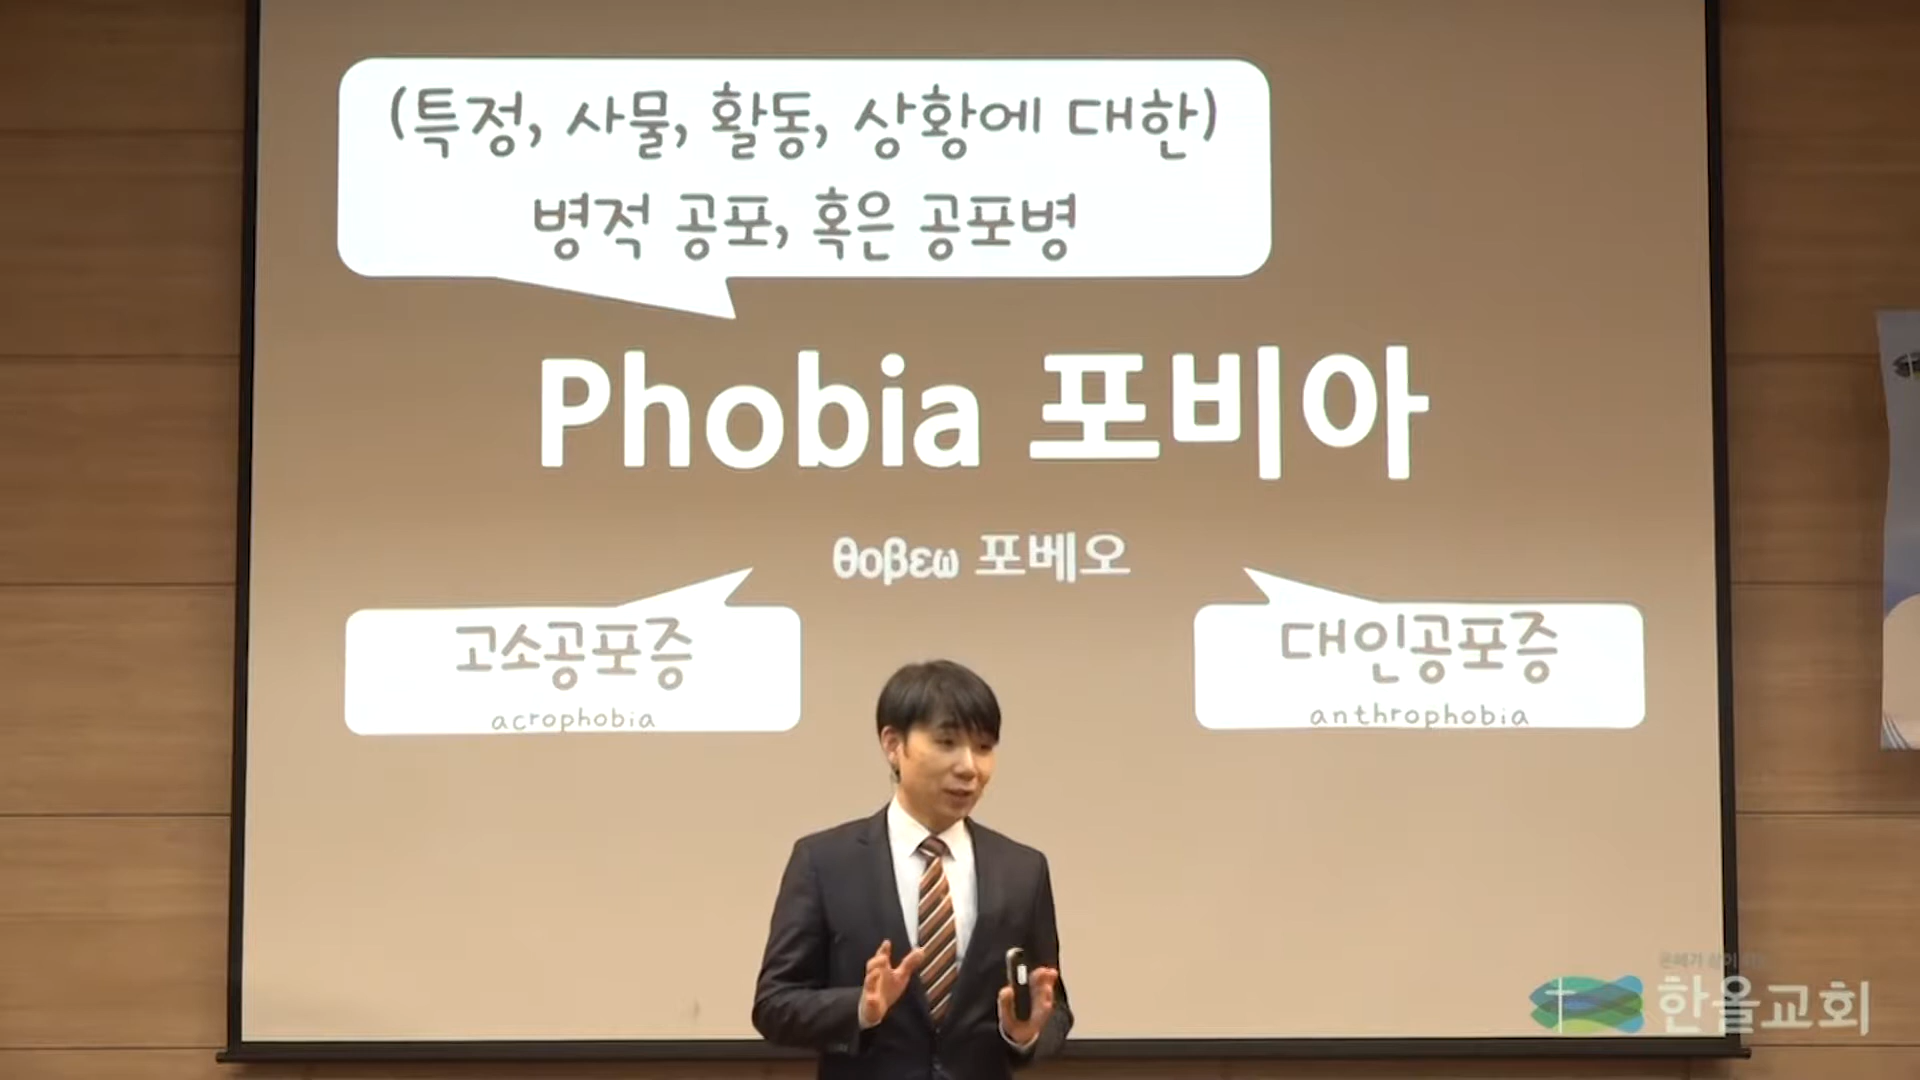 (특정, 사물, 활동, 상황에 대한)
병적 공포, 혹은 공포병
Phobia 포비아
θοβεω 포베오
고소공포증
acrophobia
대인공포증
anthrophobia
한올교회